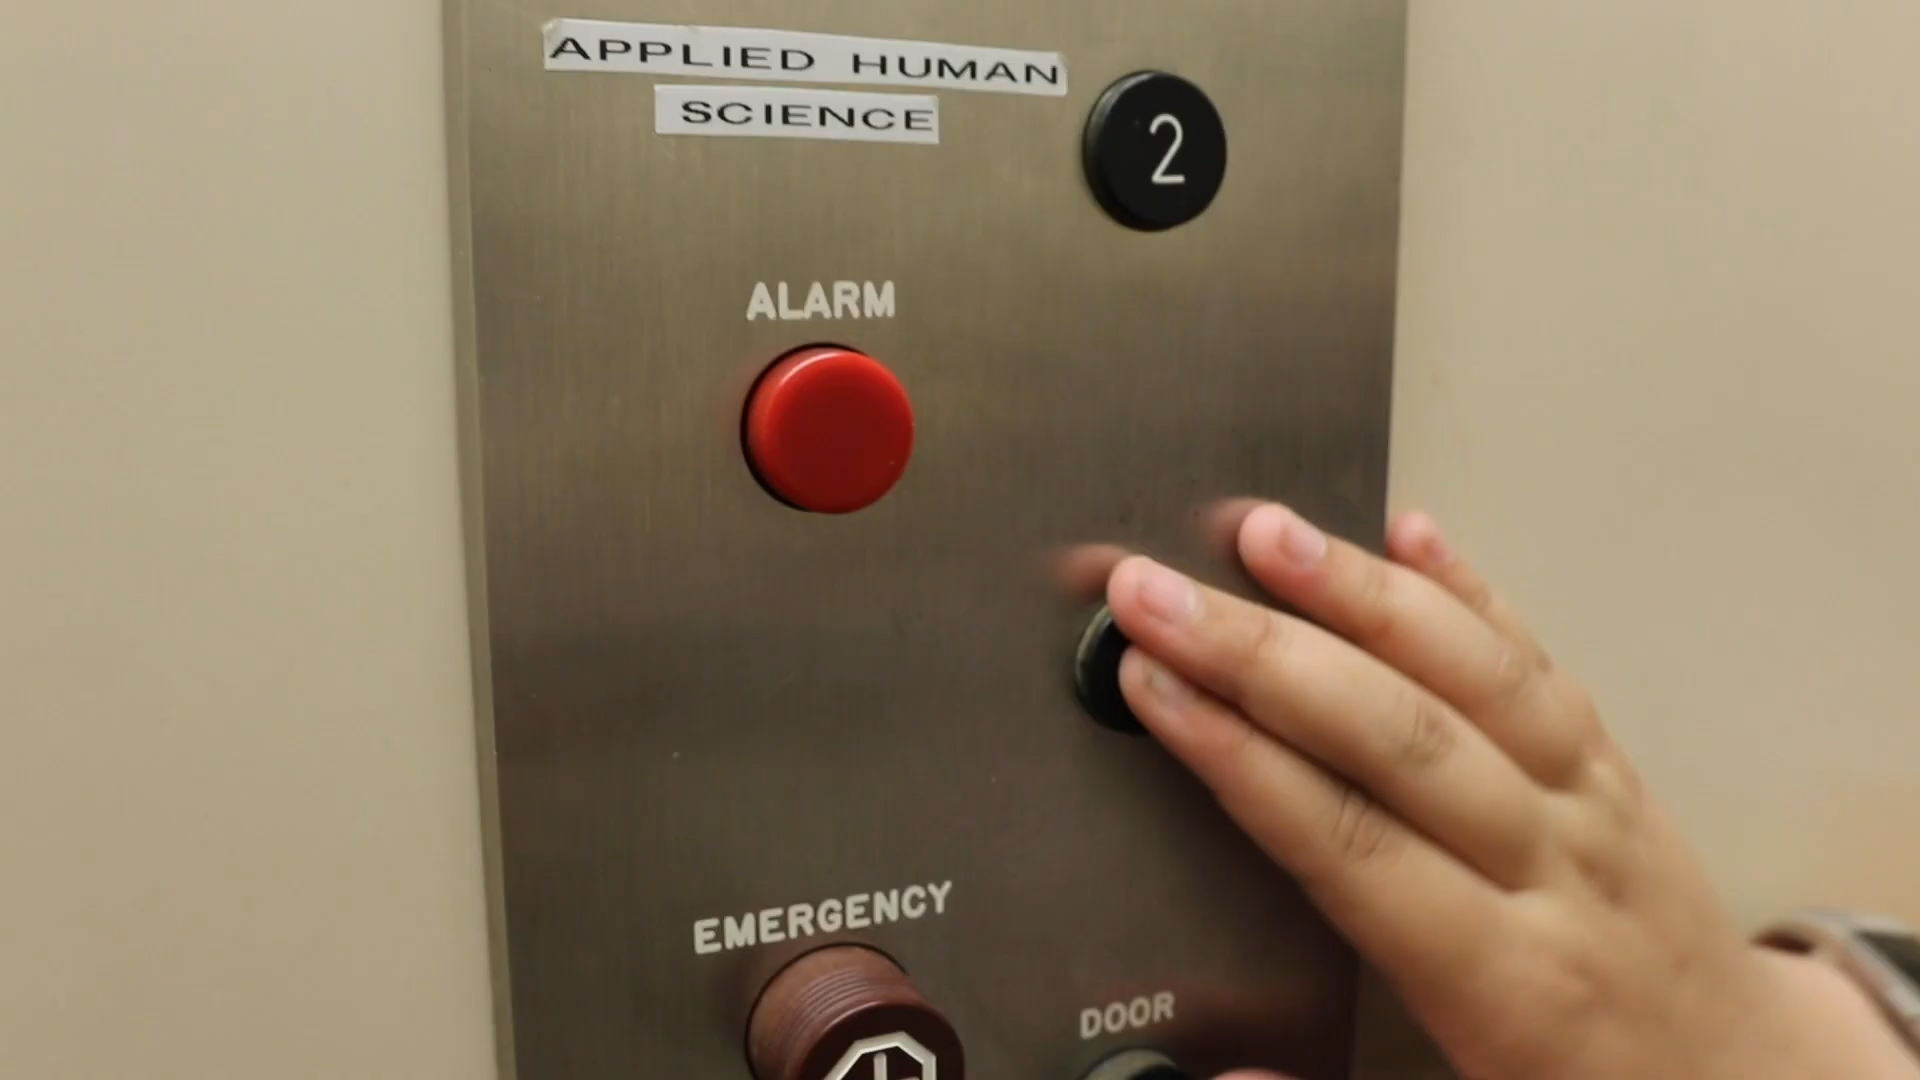 APPLIED HUMAN
SCIENCE
2
ALARM
EMERGENCY
DOOR